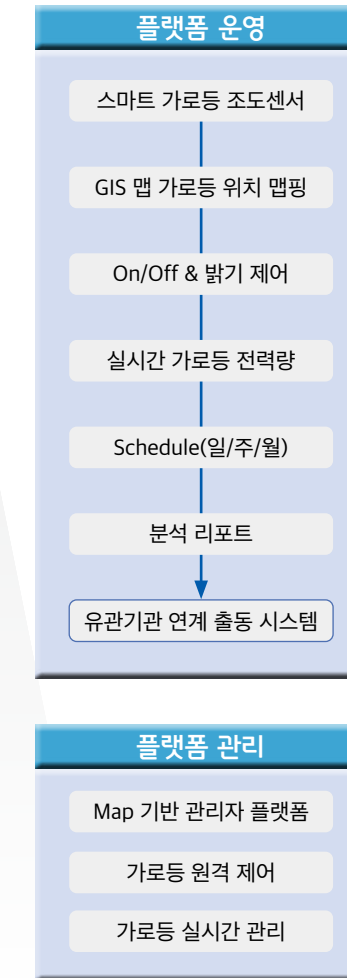 플랫폼 운영
스마트 가로등 조도센서
GIS 맵 가로등 위치 맵핑
On/Off & 밝기 제어
실시간 가로등 전력량
Schedule(일/주/월)
분석 리포트
유관기관 연계 출동 시스템
플랫폼 관리
Map 기반 관리자 플랫폼
가로등 원격 제어
가로등 실시간 관리